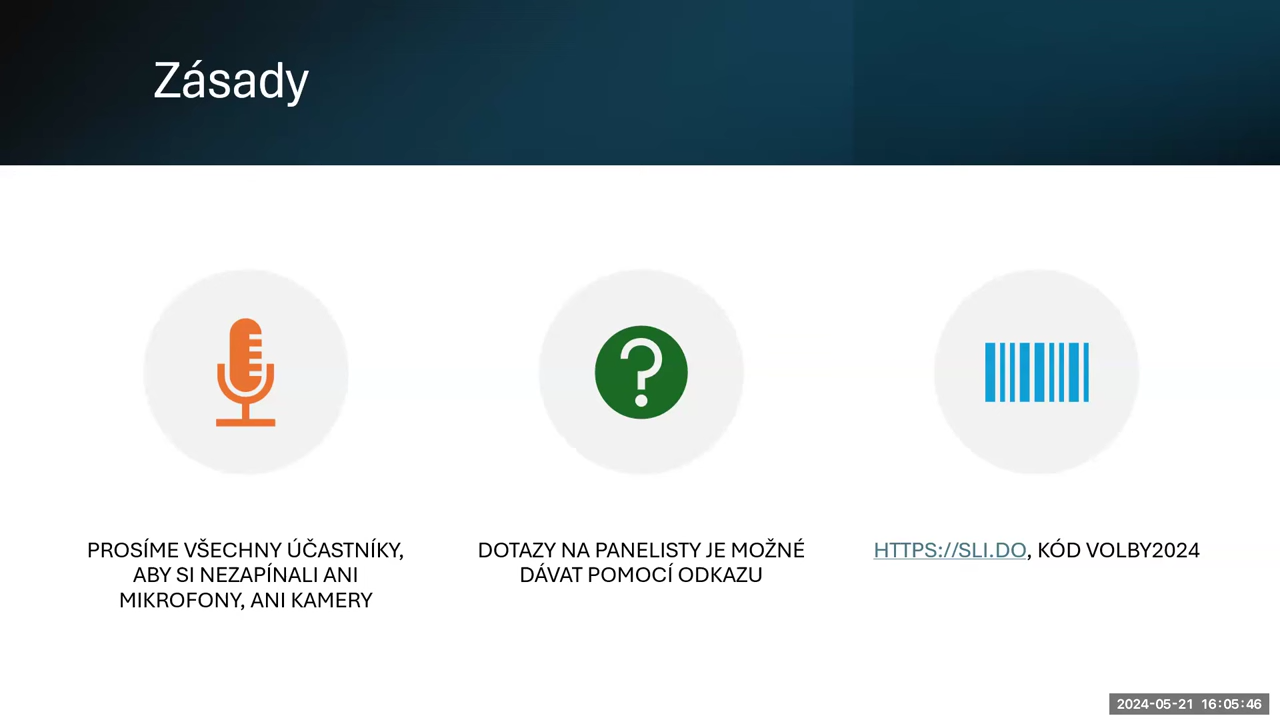 Zásady
PROSÍME VŠECHNY ÚČASTNÍKY,
ABY SI NEZAPÍNALI ANI
MIKROFONY, ANI KAMERY
DOTAZY NA PANELISTY JE MOŽNÉ
DÁVAT POMOCÍ ODKAZU
HTTPS://SLI.DO, KÓD VOLBY2024
2024-05-21 16:05:46